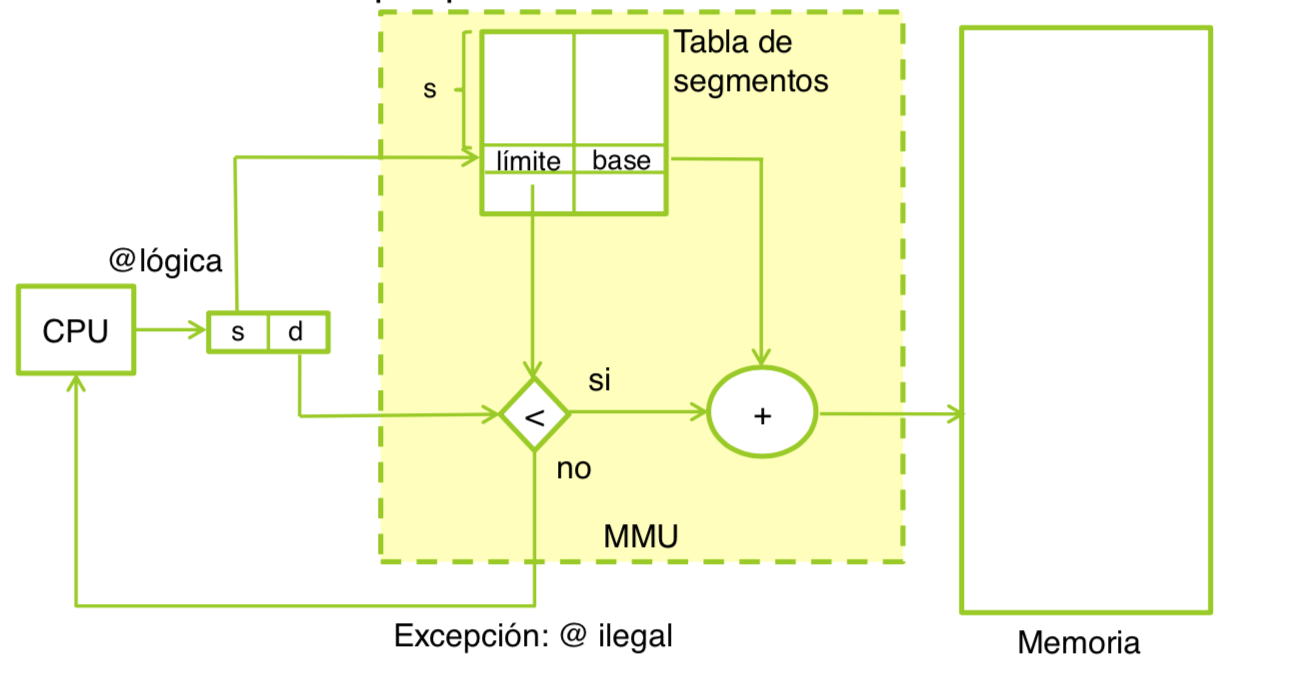 Tabla de
segmentos
s
límite
base
@lógica
CPU
s
d
si
<
+
no
MMU
Excepción: @ ilegal
Memoria